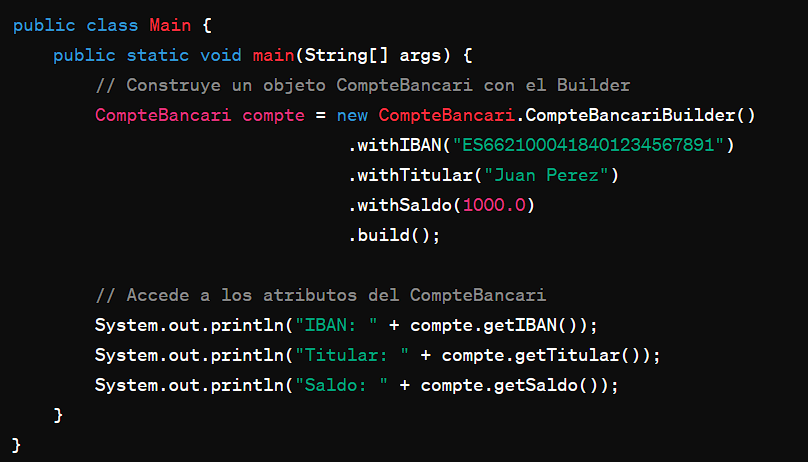 public class Main {
    public static void main(String[] args) {
        // Construye un objeto CompteBancari con el Builder
        CompteBancari compte = new CompteBancari.CompteBancariBuilder()
                                .withIBAN("ES6621000418401234567891")
                                .withTitular("Juan Perez")
                                .withSaldo(1000.0)
                                .build();

        // Accede a los atributos del CompteBancari
        System.out.println("IBAN: " + compte.getIBAN());
        System.out.println("Titular: " + compte.getTitular());
        System.out.println("Saldo: " + compte.getSaldo());
    }
}